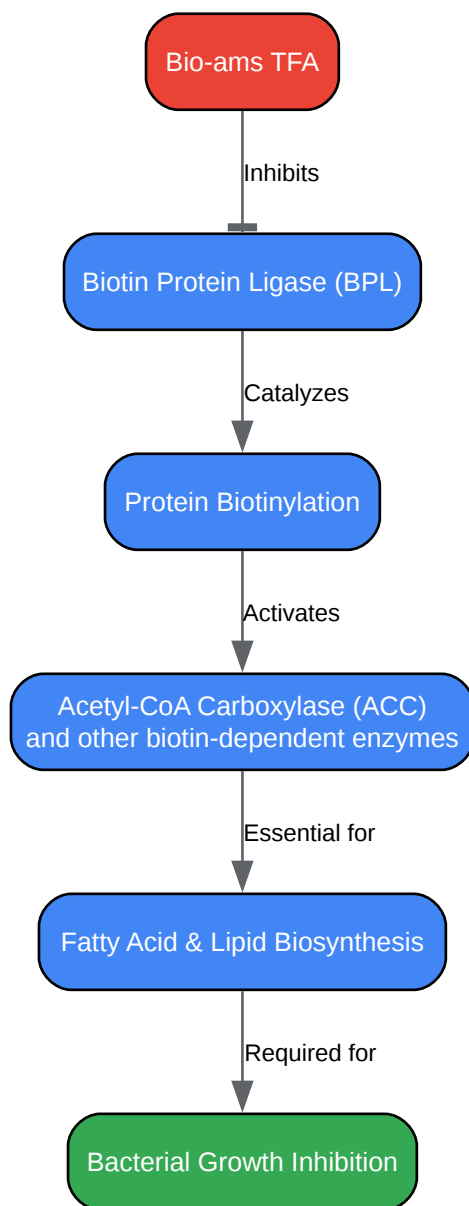 Bio-ams TFA
Inhibits
Biotin Protein Ligase (BPL)
Catalyzes
Protein Biotinylation
Activates
Acetyl-CoA Carboxylase (ACC)
and other biotin-dependent enzymes
Essential for
Fatty Acid & Lipid Biosynthesis
Required for
Bacterial Growth Inhibition